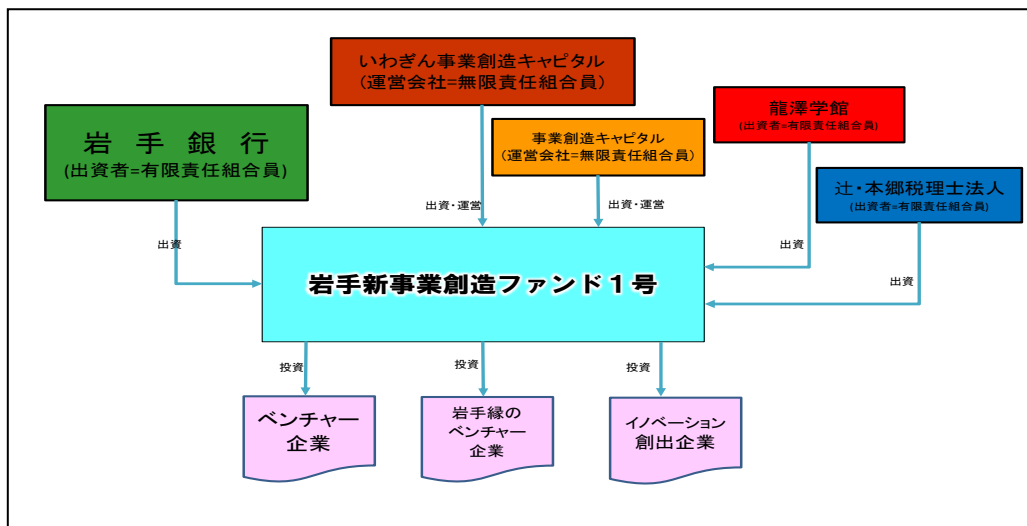 いわぎん事業創造キャピタル
(運営会社=無限責任組合員)
岩 手 銀 行
(出資者=有限責任組合員)
事業創造キャピタル
(運営会社=無限責任組合員)
龍澤学館
(出資者=有限責任組合員)
辻・本郷税理士法人
(出資者=有限責任組合員)
出資・運営
出資・運営
出資
出資
出資
岩手新事業創造ファンド1号
投資
投資
投資
ベンチャー
企業
岩手縁の
ベンチャー
企業
イノベーション
創出企業